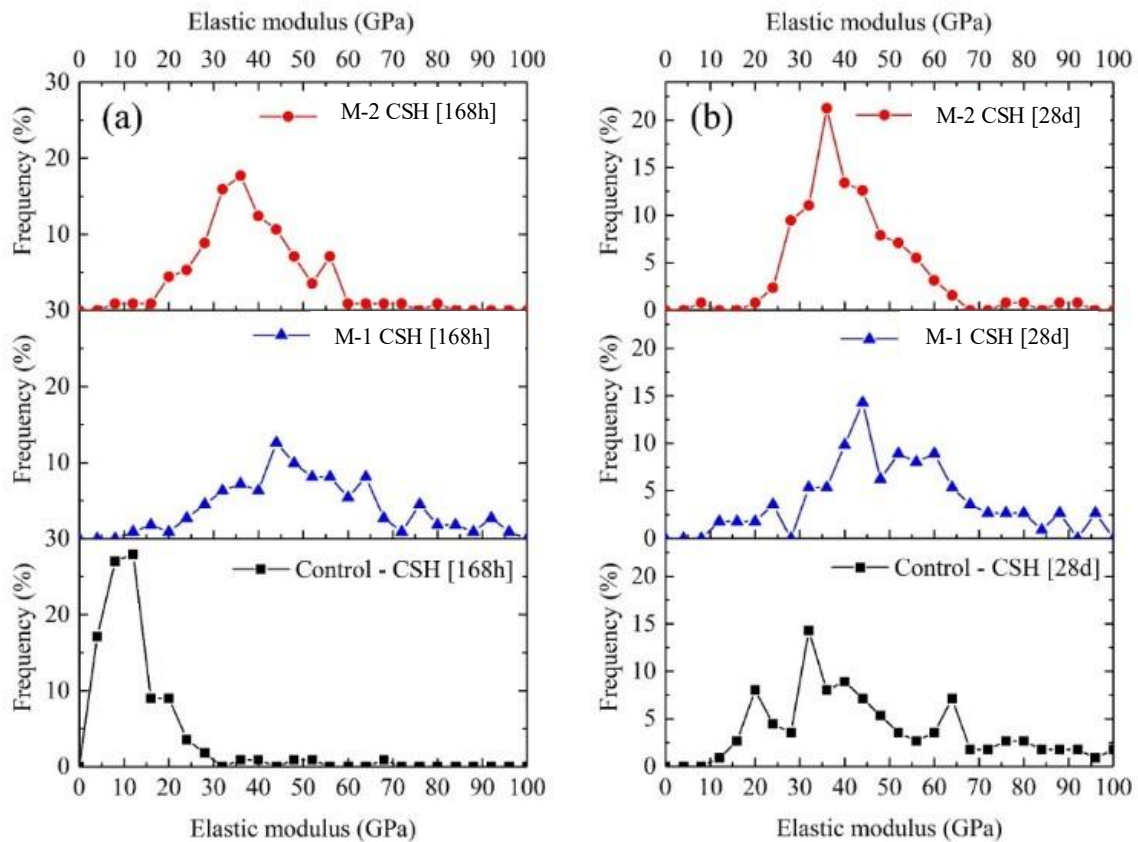 Elastic modulus (GPa)
0 10 20 30 40 50 60 70 80 90 100
Frequency (%)
30
20
10
30
(a)
M-2 CSH [168h]
Frequency (%)
20
10
30
M-1 CSH [168h]
Frequency (%)
20
10
0
Control - CSH [168h]
0 10 20 30 40 50 60 70 80 90 100
Elastic modulus (GPa)
Elastic modulus (GPa)
0 10 20 30 40 50 60 70 80 90 100
Frequency (%)
20
15
10
5
0
(b)
M-2 CSH [28d]
Frequency (%)
20
15
10
5
0
M-1 CSH [28d]
Frequency (%)
20
15
10
5
0
Control - CSH [28d]
0 10 20 30 40 50 60 70 80 90 100
Elastic modulus (GPa)